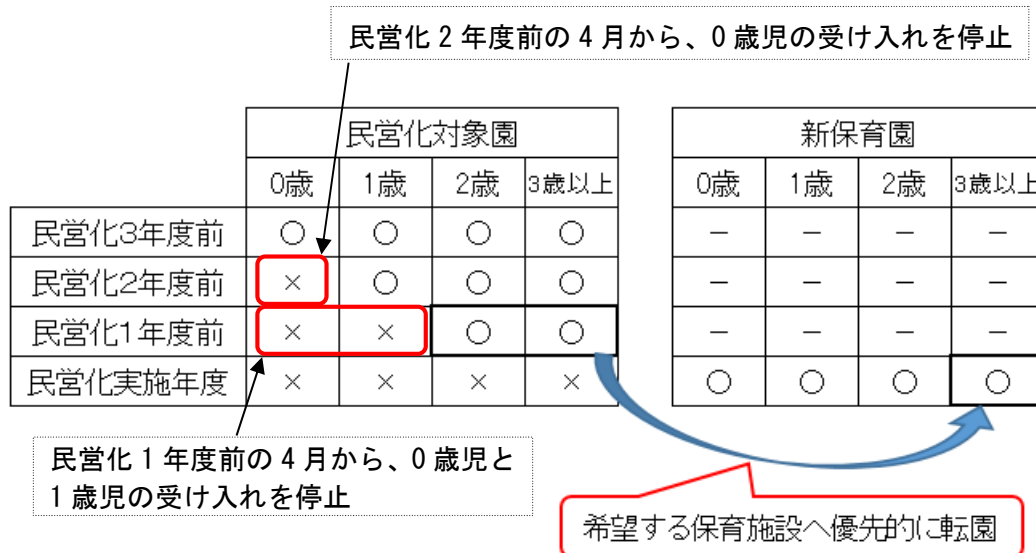 民営化2年度前の4月から、0歳児の受け入れを停止
民営化対象園 新保育園
0歳 1歳 2歳 3歳以上 0歳 1歳 2歳 3歳以上
民営化3年度前 ○ ○ ○ ○ － － － －
民営化2年度前 × ○ ○ ○ － － － －
民営化1年度前 × × ○ ○ － － － －
民営化実施年度 × × × × ○ ○ ○ ○
民営化1年度前の4月から、0歳児と
1歳児の受け入れを停止
希望する保育施設へ優先的に転園